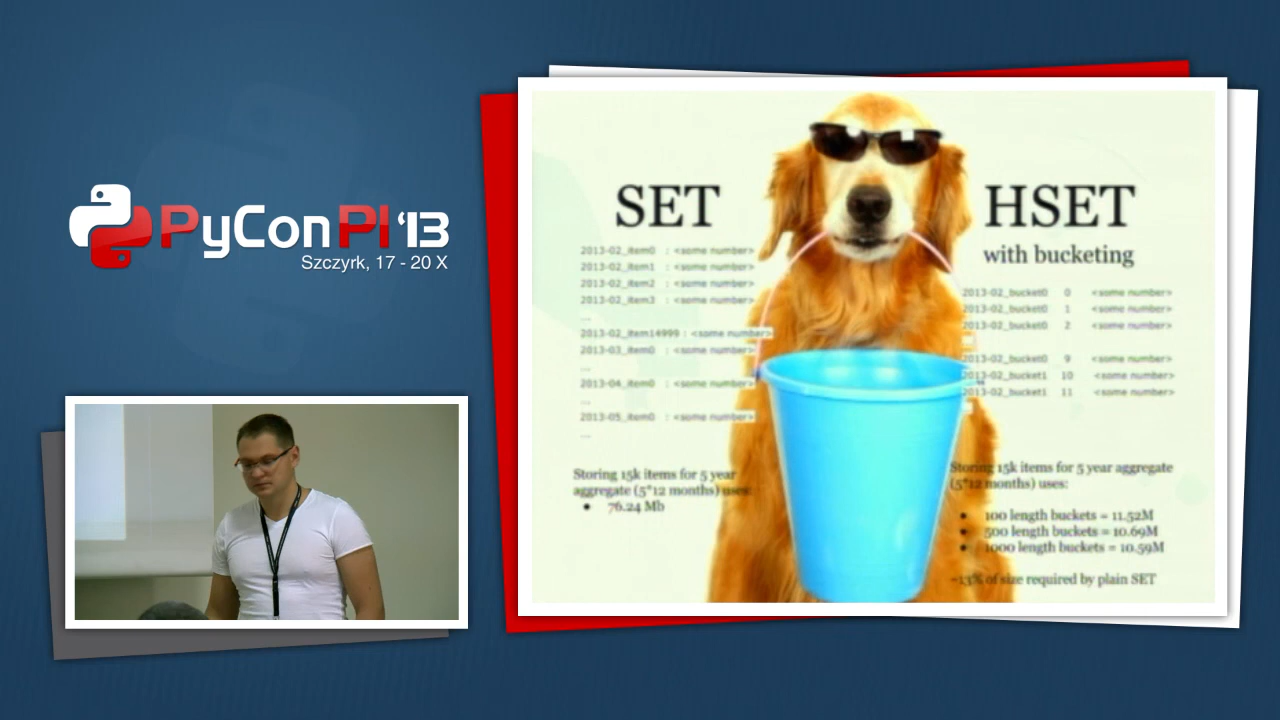 PyConPl '13
Szczyrk, 17 - 20 X
SET
2013-02_item0 : <some number>
2013-02_item1 : <some number>
2013-02_item2 : <some number>
2013-02_item3 : <some number>
...
2013-02_item14999 : <some number>
2013-03_item0 : <some number>
...
2013-04_item0 : <some number>
...
2013-05_item0 : <some number>
...
Storing 15k items for 5 year
aggregate (5*12 months) uses:
• 76.24 Mb
HSET
with bucketing
2013-02_bucket0 0 <some number>
2013-02_bucket0 1 <some number>
2013-02_bucket0 2 <some number>
2013-02_bucket0 9 <some number>
2013-02_bucket1 10 <some number>
2013-02_bucket1 11 <some number>
Storing 15k items for 5 year aggregate
(5*12 months) uses:
• 100 length buckets = 11.52M
• 500 length buckets = 10.69M
• 1000 length buckets = 10.59M
~13% of size required by plain SET